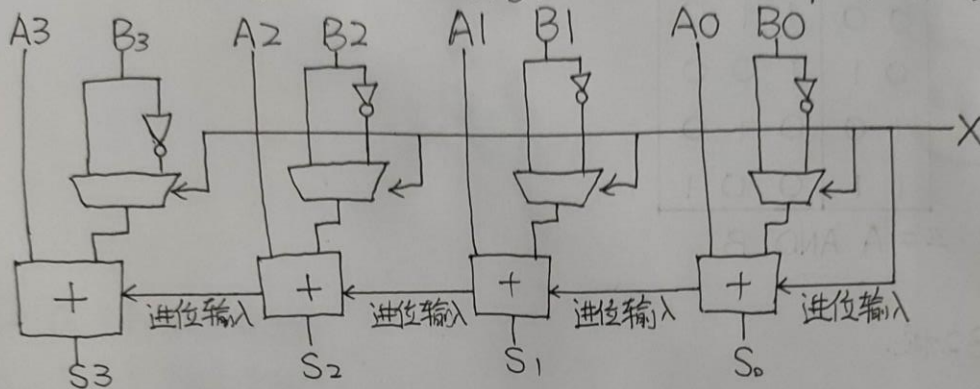 A3 B3 A2 B2 A1 B1 A0 B0
X
+ + + +
进位输入 进位输入 进位输入 进位输入
S3 S2 S1 S0